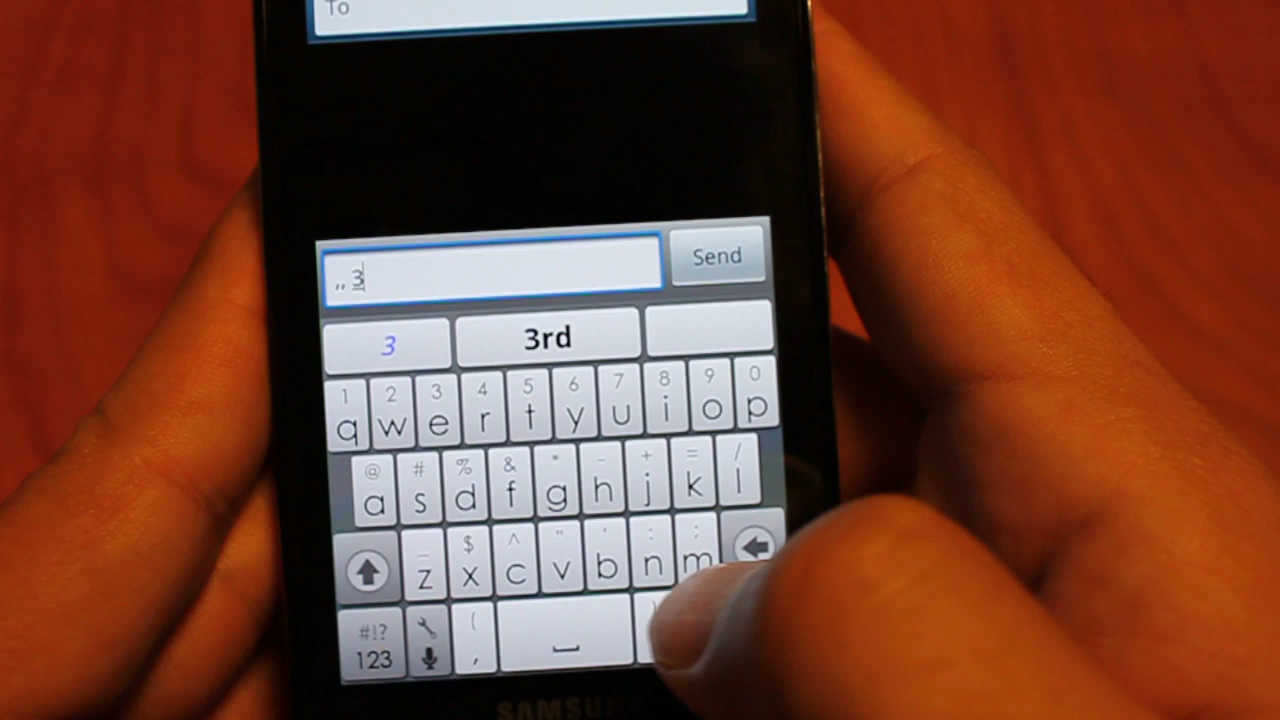 To
,, 3
Send
3 3rd
1 2 3 4 5 6 7 8 9 0
q w e r t y u i o p
@ # % & * - + = /
a s d f g h j k l
_ $ ^ " ' : ;
z x c v b n m
#!? (
123 ,
SAMSUNG